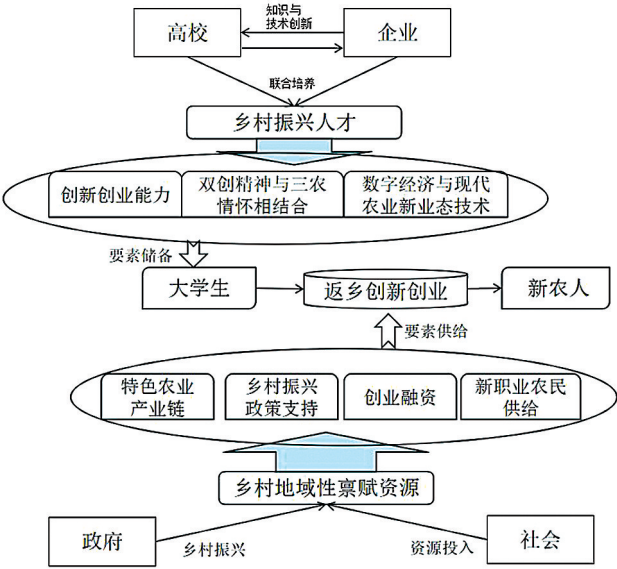 知识与
技术创新
高校
企业
联合培养
乡村振兴人才
创新创业能力
双创精神与三农
情怀相结合
数字经济与现代
农业新业态技术
要素储备
大学生
返乡创新创业
新农人
要素供给
特色农业
产业链
乡村振兴
政策支持
创业融资
新职业农民
供给
乡村地域性禀赋资源
政府
乡村振兴
资源投入
社会